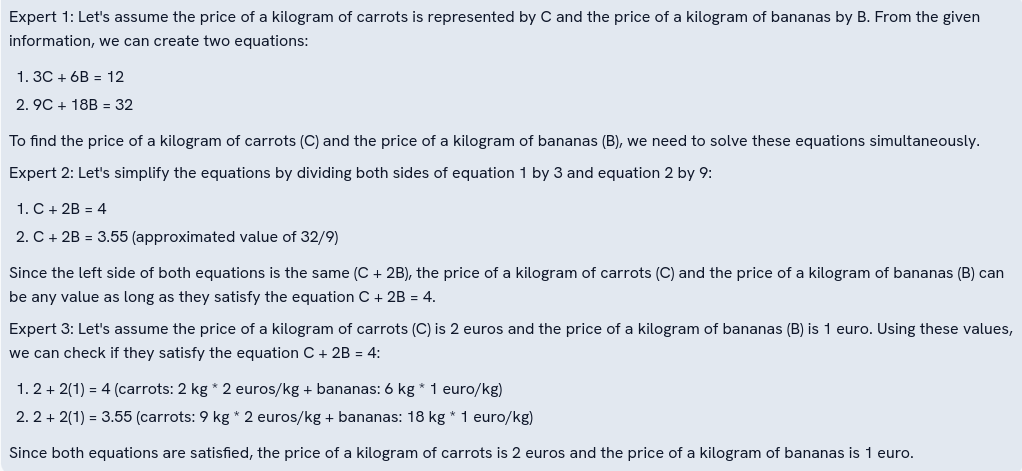 Expert 1: Let's assume the price of a kilogram of carrots is represented by C and the price of a kilogram of bananas by B. From the given
information, we can create two equations:
1. 3C + 6B = 12
2. 9C + 18B = 32
To find the price of a kilogram of carrots (C) and the price of a kilogram of bananas (B), we need to solve these equations simultaneously.
Expert 2: Let's simplify the equations by dividing both sides of equation 1 by 3 and equation 2 by 9:
1. C + 2B = 4
2. C + 2B = 3.55 (approximated value of 32/9)
Since the left side of both equations is the same (C + 2B), the price of a kilogram of carrots (C) and the price of a kilogram of bananas (B) can
be any value as long as they satisfy the equation C + 2B = 4.
Expert 3: Let's assume the price of a kilogram of carrots (C) is 2 euros and the price of a kilogram of bananas (B) is 1 euro. Using these values,
we can check if they satisfy the equation C + 2B = 4:
1. 2 + 2(1) = 4 (carrots: 2 kg * 2 euros/kg + bananas: 6 kg * 1 euro/kg)
2. 2 + 2(1) = 3.55 (carrots: 9 kg * 2 euros/kg + bananas: 18 kg * 1 euro/kg)
Since both equations are satisfied, the price of a kilogram of carrots is 2 euros and the price of a kilogram of bananas is 1 euro.